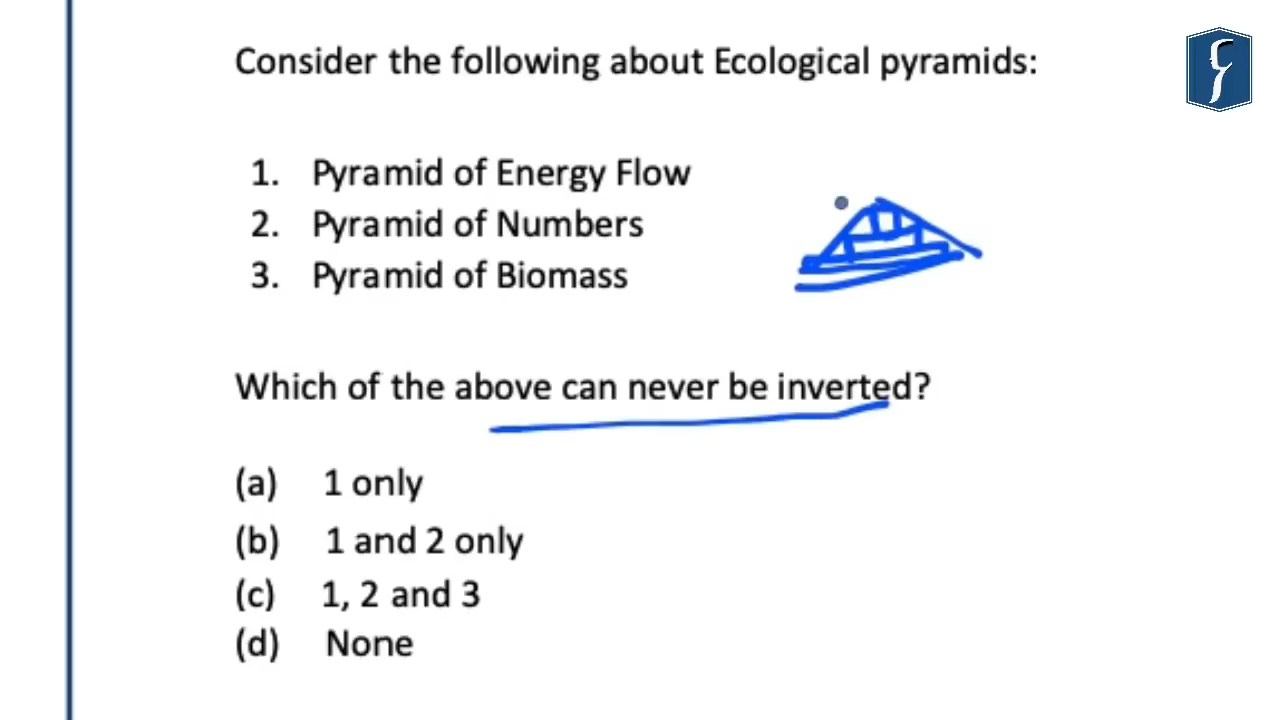 Consider the following about Ecological pyramids:
1. Pyramid of Energy Flow
2. Pyramid of Numbers
3. Pyramid of Biomass
Which of the above can never be inverted?
(a) 1 only
(b) 1 and 2 only
(c) 1, 2 and 3
(d) None